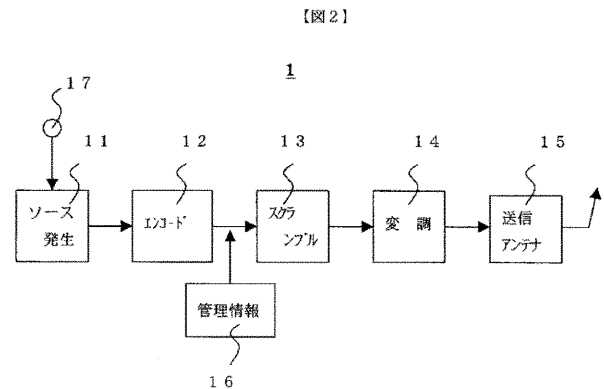 【図2】
1
17
11 12 13 14 15
ソース
発生
エンコード
スクラ
ンブル
変 調
送信
アンテナ
管理情報
16